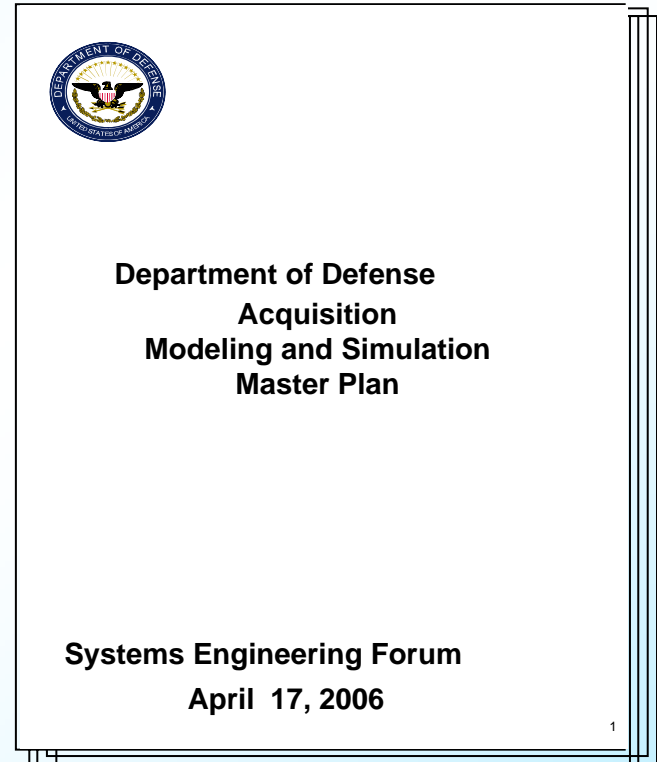 DEPARTMENT OF DEFENSE
UNITED STATES OF AMERICA
Department of Defense
Acquisition
Modeling and Simulation
Master Plan
Systems Engineering Forum
April 17, 2006
1